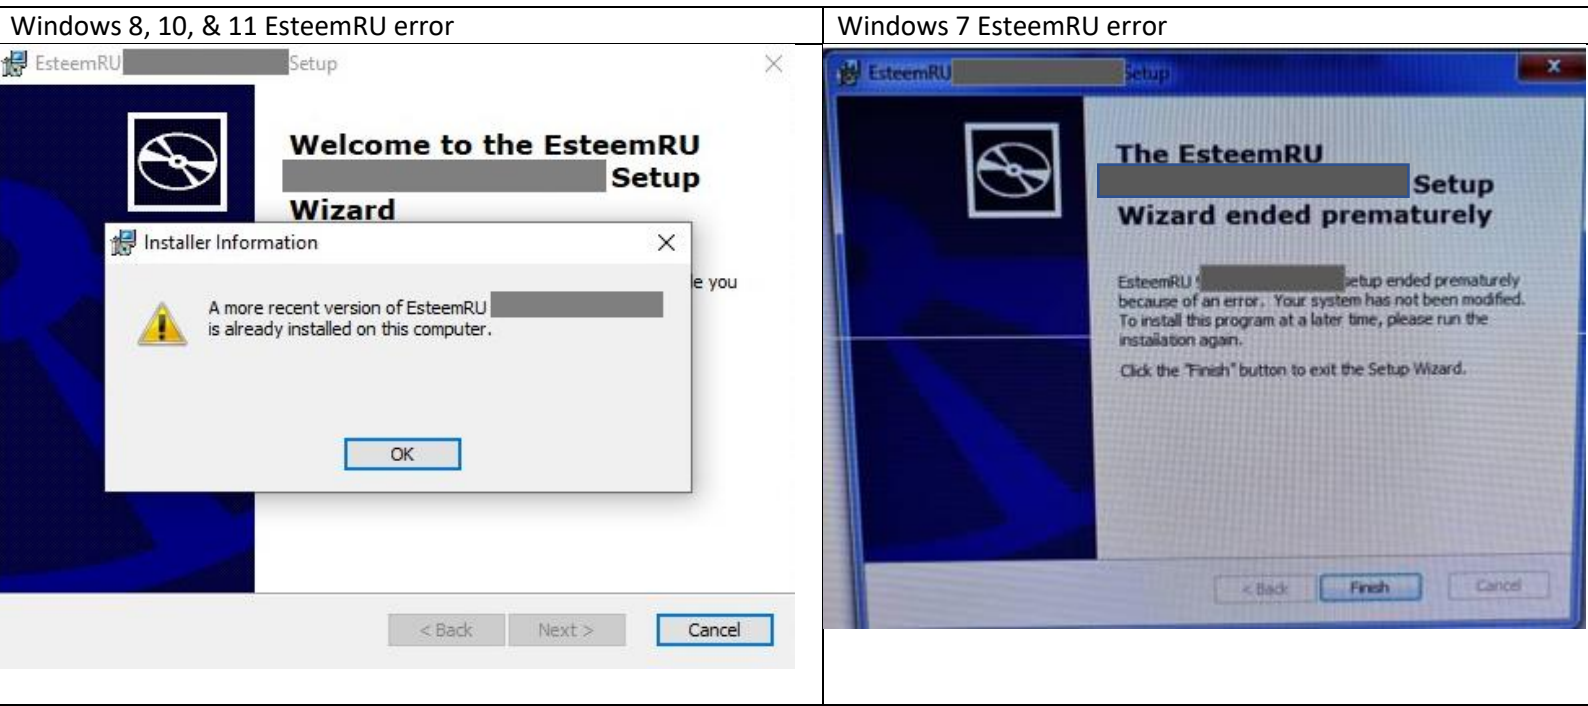 Windows 8, 10, & 11 EsteemRU error
EsteemRU Setup
Welcome to the EsteemRU
Setup
Wizard
Installer Information
e you
A more recent version of EsteemRU
is already installed on this computer.
OK
< Back Next > Cancel
Windows 7 EsteemRU error
EsteemRU Setup
The EsteemRU
Setup
Wizard ended prematurely
EsteemRU setup ended prematurely
because of an error. Your system has not been modified.
To install this program at a later time, please run the
installation again.
Click the "Finish" button to exit the Setup Wizard.
< Back Finish Cancel